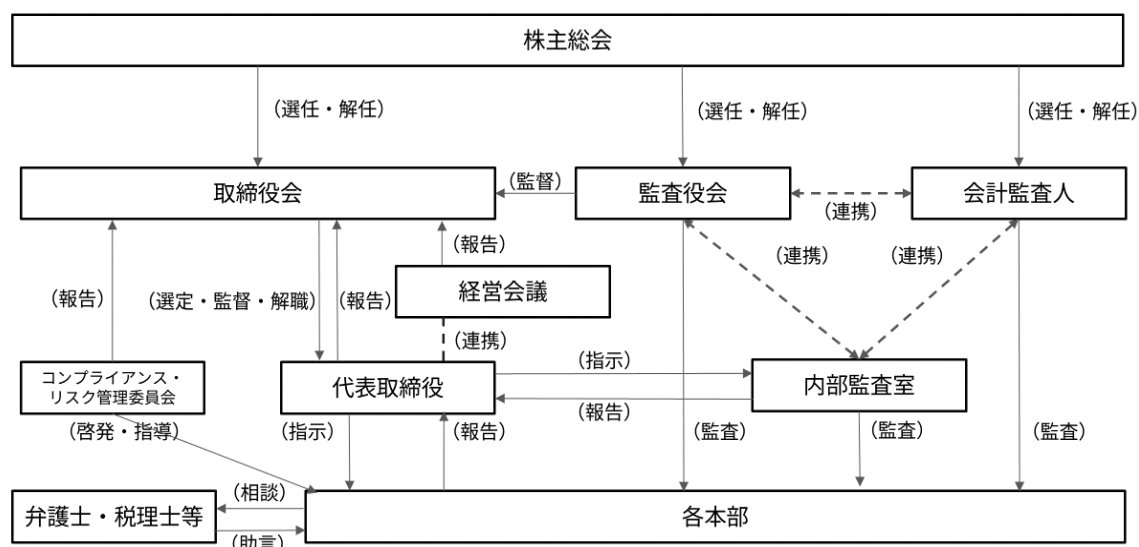 株主総会
（選任・解任）
（選任・解任）
（選任・解任）
取締役会
（監督）
監査役会
（連携）
会計監査人
（報告）
（選定・監督・解職）
（報告）
（報告）
経営会議
（連携）
（連携）
（連携）
コンプライアンス・
リスク管理委員会
代表取締役
（指示）
（報告）
内部監査室
（啓発・指導）
（指示）
（報告）
（監査）
（監査）
（監査）
弁護士・税理士等
（相談）
（助言）
各本部